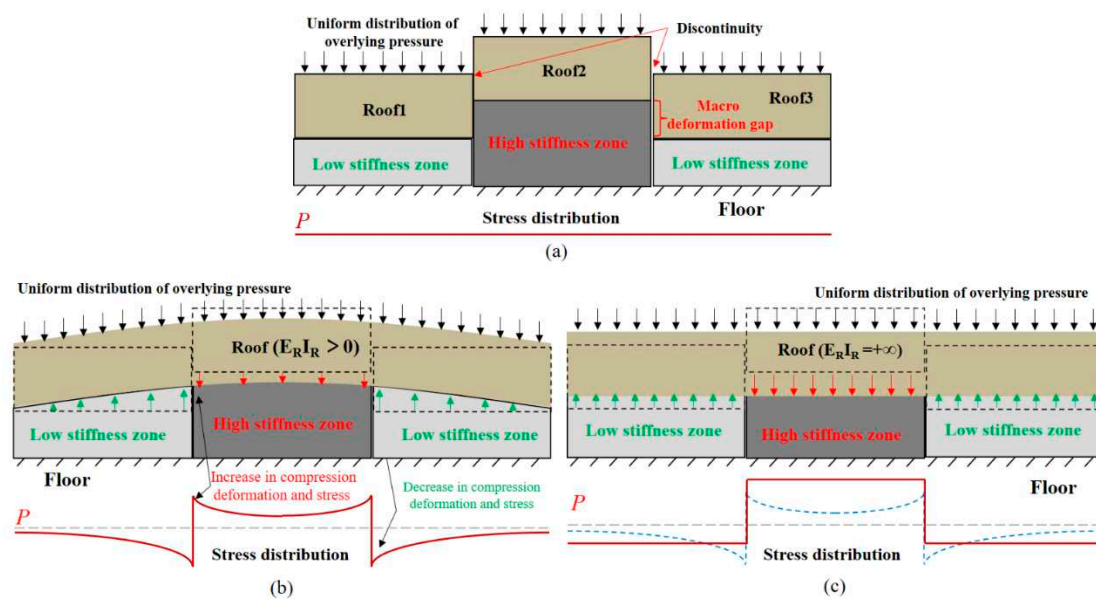 Uniform distribution of
overlying pressure
Discontinuity
Roof2
Roof1
Roof3
Macro
deformation gap
High stiffness zone
Low stiffness zone
Low stiffness zone
P
Stress distribution
Floor
(a)
Uniform distribution of overlying pressure
Roof (ERIR > 0)
Low stiffness zone
High stiffness zone
Low stiffness zone
Floor
Increase in compression
deformation and stress
Decrease in compression
deformation and stress
P
Stress distribution
(b)
Uniform distribution of overlying pressure
Roof (ERIR =+∞)
Low stiffness zone
High stiffness zone
Low stiffness zone
Floor
P
Stress distribution
(c)